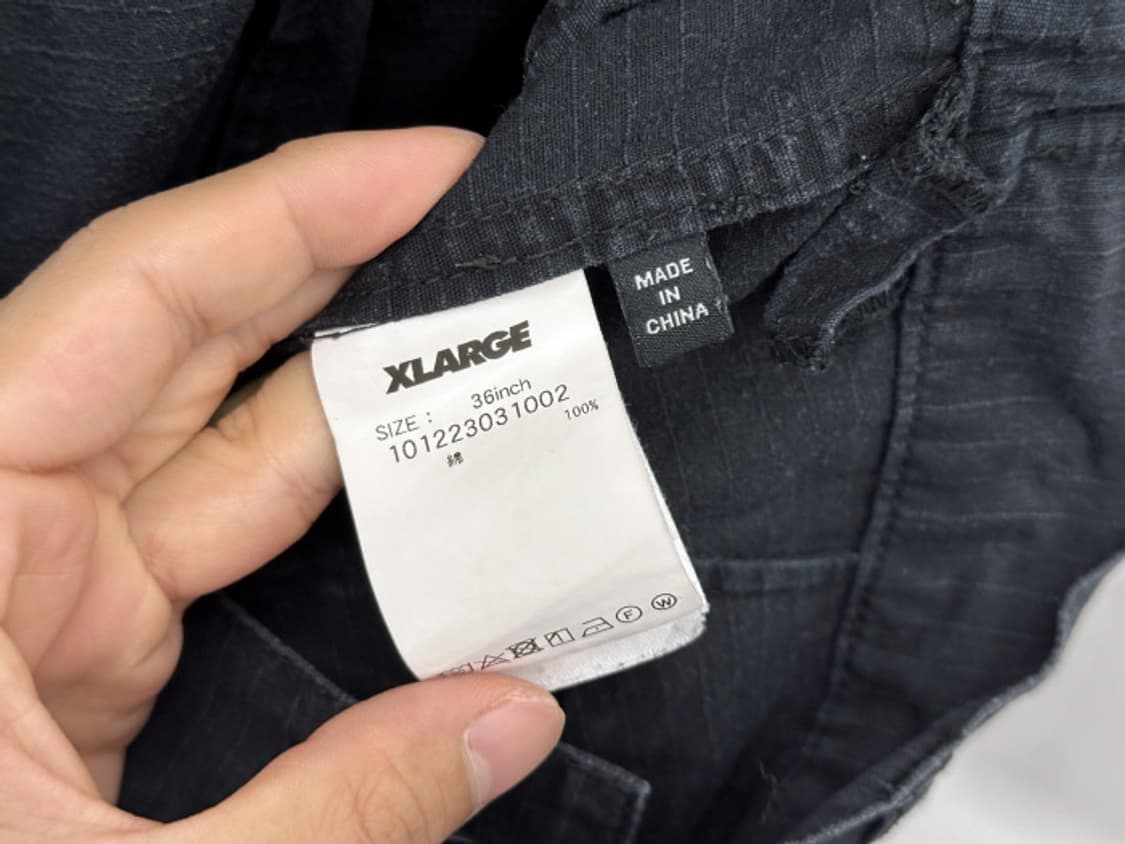 XLARGE
SIZE : 36inch
101223031002
綿 100%
F W
MADE
IN
CHINA